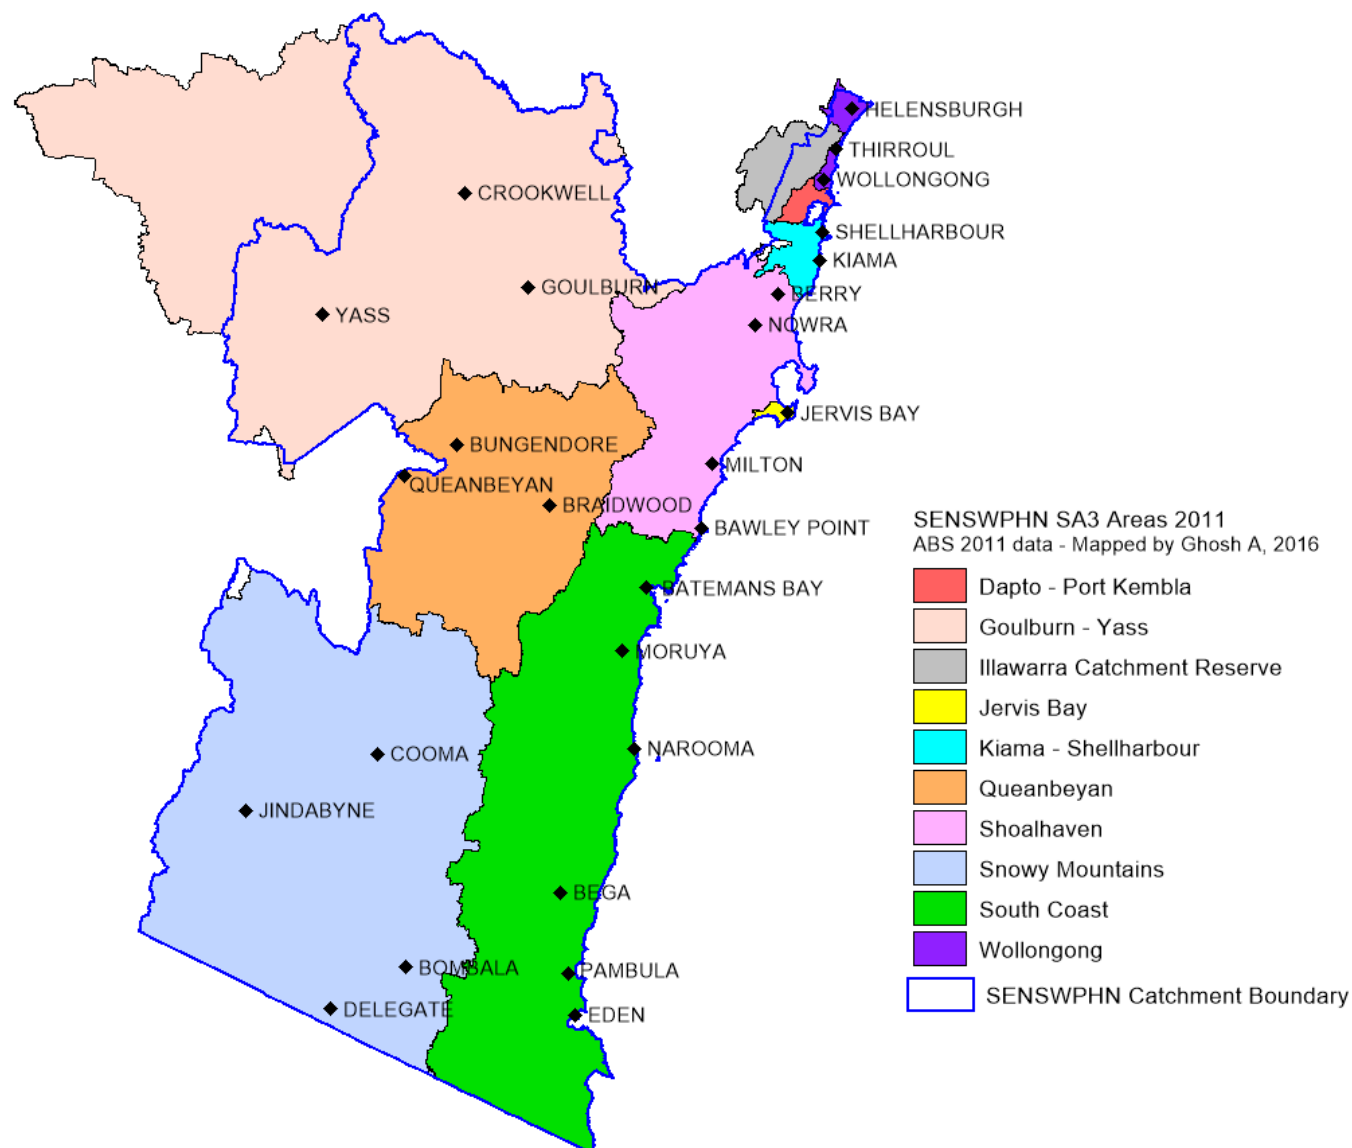 HELENSBURGH
THIRROUL
WOLLONGONG
CROOKWELL
SHELLHARBOUR
KIAMA
GOULBURN
BERRY
YASS
NOWRA
JERVIS BAY
BUNGENDORE
MILTON
QUEANBEYAN
BRAIDWOOD
BAWLEY POINT
BATEMANS BAY
MORURYA
NAROOMA
COOMA
JINDABYNE
BEGA
BOMBALA
PAMBULA
DELEGATE
EDEN
SENSWPHN SA3 Areas 2011
ABS 2011 data - Mapped by Ghosh A, 2016
Dapto - Port Kembla
Goulburn - Yass
Illawarra Catchment Reserve
Jervis Bay
Kiama - Shellharbour
Queanbeyan
Shoalhaven
Snowy Mountains
South Coast
Wollongong
SENSWPHN Catchment Boundary